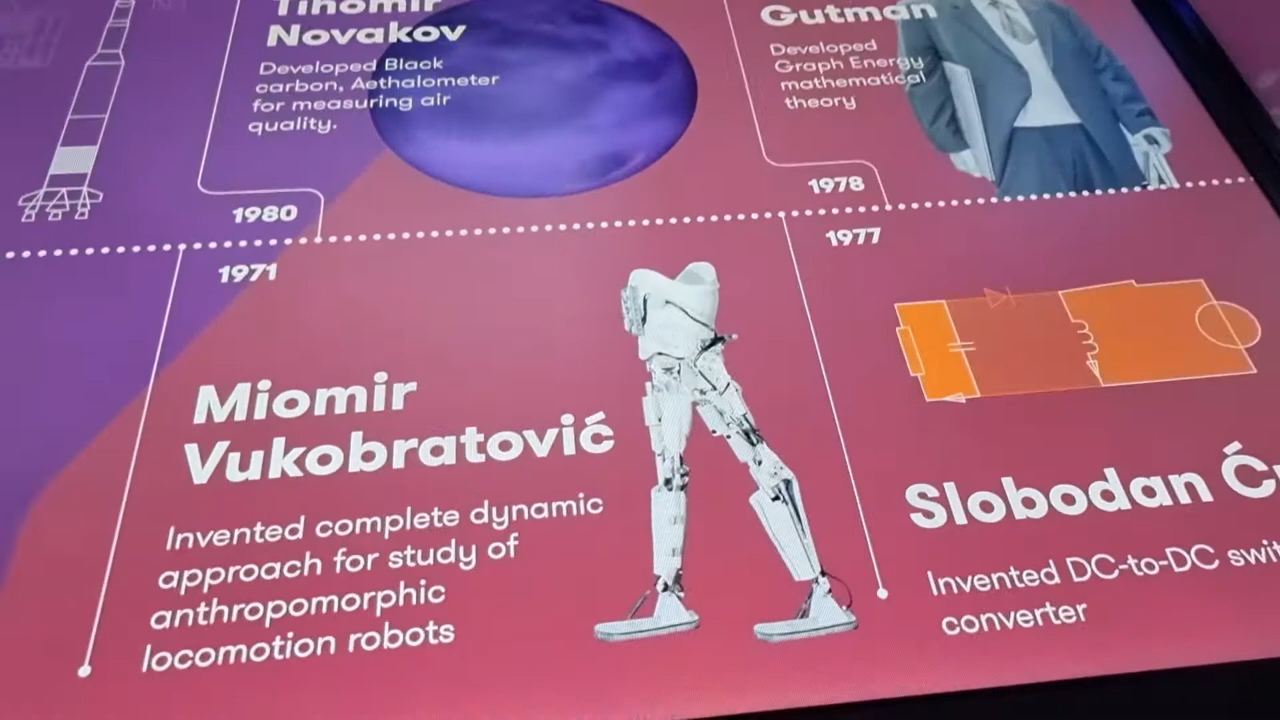 Tihomir
Novakov
Developed Black
carbon, Aethalometer
for measuring air
quality.
1980
Gutman
Developed
Graph Energy
mathematical
theory
1978
1971
Miomir
Vukobratović
Invented complete dynamic
approach for study of
anthropomorphic
locomotion robots
1977
Slobodan
Invented DC-to-DC
converter